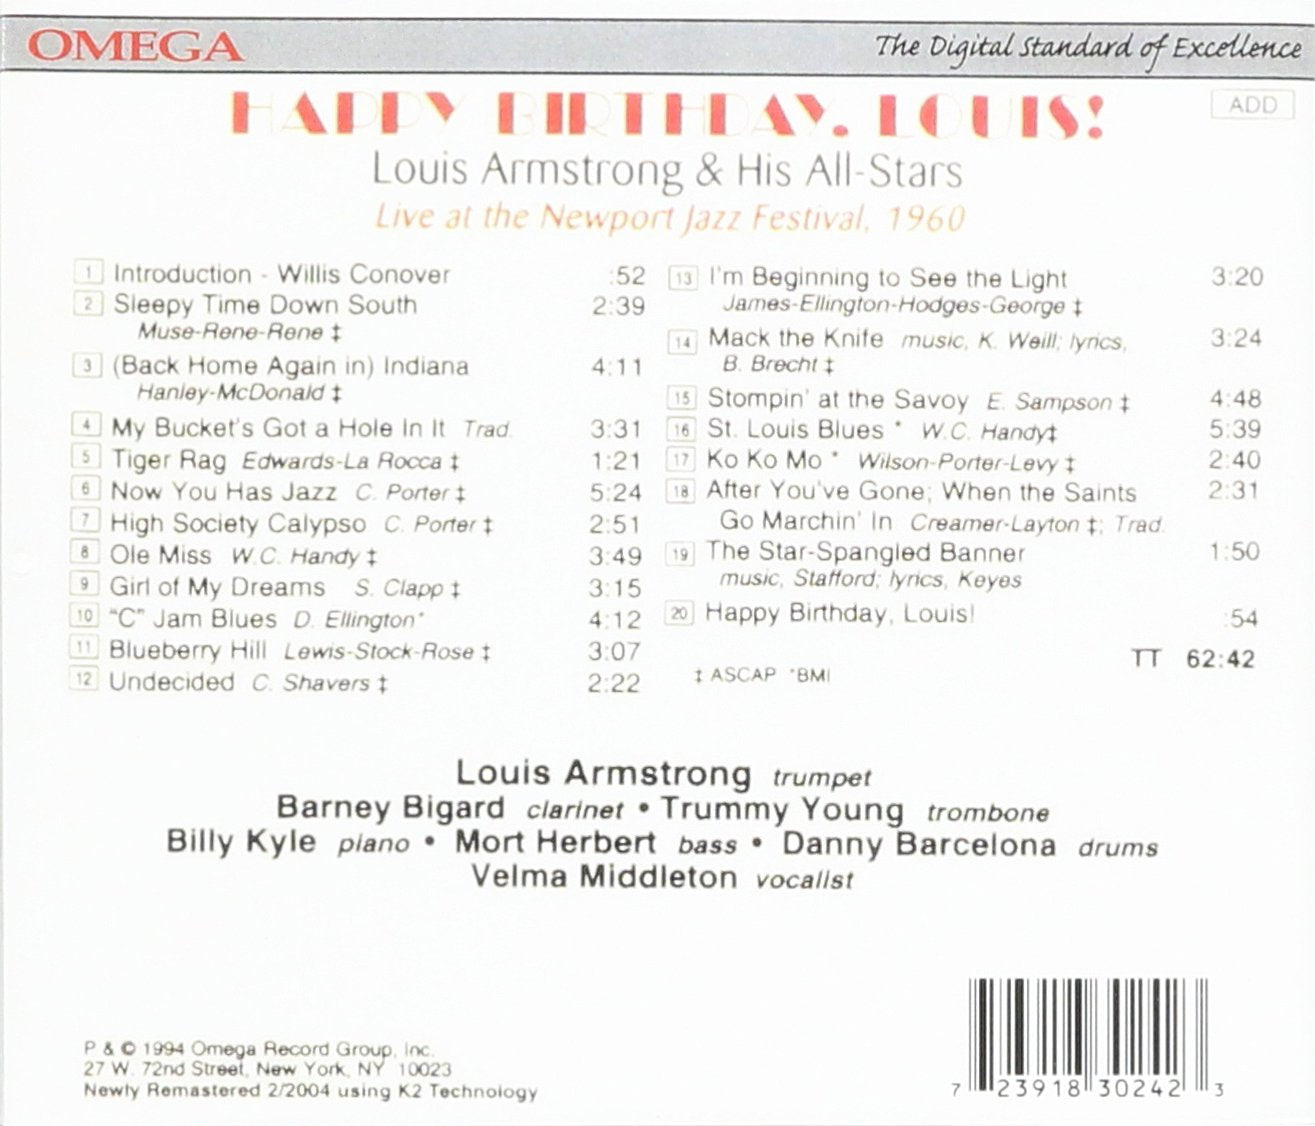 OMEGA
The Digital Standard of Excellence
HAPPY BIRTHDAY, LOUIS!
ADD
Louis Armstrong & His All-Stars
Live at the Newport Jazz Festival, 1960
1 Introduction - Willis Conover :52
2 Sleepy Time Down South 2:39
Muse-Rene-Rene ‡
3 (Back Home Again in) Indiana 4:11
Hanley-McDonald ‡
4 My Bucket's Got a Hole In It Trad. 3:31
5 Tiger Rag Edwards-La Rocca ‡ 1:21
6 Now You Has Jazz C. Porter ‡ 5:24
7 High Society Calypso C. Porter ‡ 2:51
8 Ole Miss W.C. Handy ‡ 3:49
9 Girl of My Dreams S. Clapp ‡ 3:15
10 "C" Jam Blues D. Ellington* 4:12
11 Blueberry Hill Lewis-Stock-Rose ‡ 3:07
12 Undecided C. Shavers ‡ 2:22
13 I'm Beginning to See the Light 3:20
James-Ellington-Hodges-George ‡
14 Mack the Knife music, K. Weill; lyrics, 3:24
B. Brecht ‡
15 Stompin' at the Savoy E. Sampson ‡ 4:48
16 St. Louis Blues * W.C. Handy‡ 5:39
17 Ko Ko Mo * Wilson-Porter-Levy ‡ 2:40
18 After You've Gone; When the Saints 2:31
Go Marchin' In Creamer-Layton ‡; Trad.
19 The Star-Spangled Banner 1:50
music, Stafford; lyrics, Keyes
20 Happy Birthday, Louis! :54
TT 62:42
‡ ASCAP *BMI
Louis Armstrong trumpet
Barney Bigard clarinet • Trummy Young trombone
Billy Kyle piano • Mort Herbert bass • Danny Barcelona drums
Velma Middleton vocalist
P & © 1994 Omega Record Group, Inc.
27 W. 72nd Street, New York, NY 10023
Newly Remastered 2/2004 using K2 Technology
7 23918 30242 3